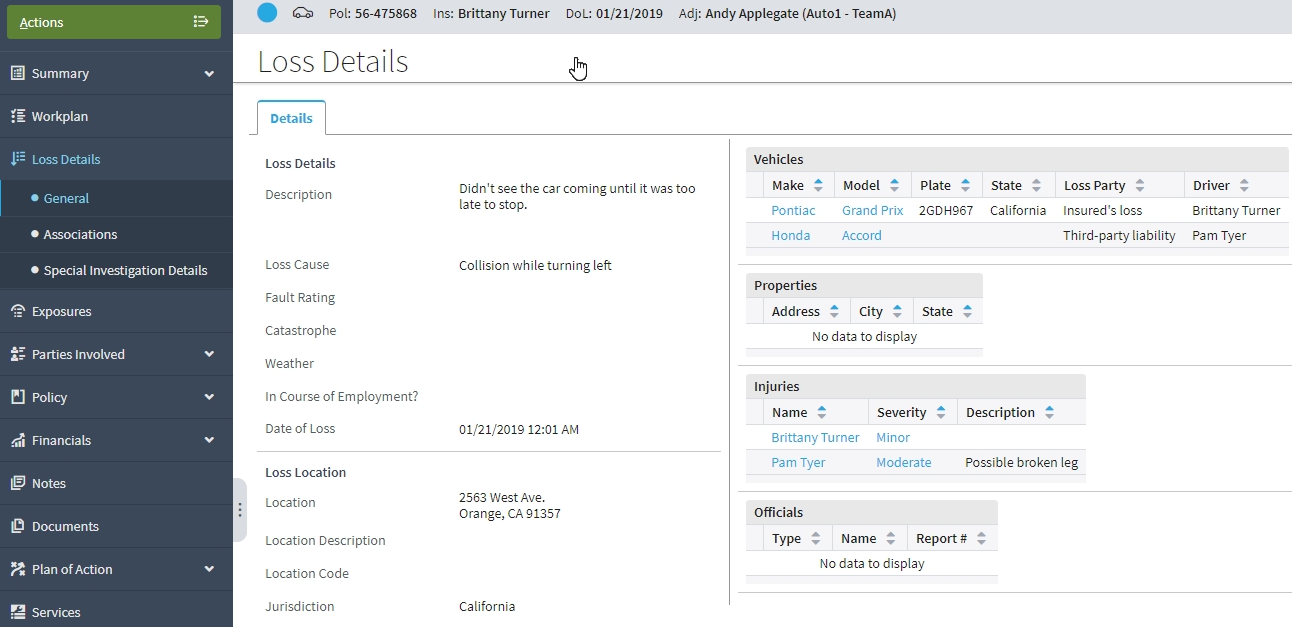 Actions
Pol: 56-475868 Ins: Brittany Turner DoL: 01/21/2019 Adj: Andy Applegate (Auto1 - TeamA)
Summary
Workplan
Loss Details
General
Associations
Special Investigation Details
Exposures
Parties Involved
Policy
Financials
Notes
Documents
Plan of Action
Services
Loss Details
Details
Loss Details
Description Didn't see the car coming until it was too
late to stop.
Loss Cause Collision while turning left
Fault Rating
Catastrophe
Weather
In Course of Employment?
Date of Loss 01/21/2019 12:01 AM
Loss Location
Location 2563 West Ave.
Orange, CA 91357
Location Description
Location Code
Jurisdiction California
Vehicles
Make Model Plate State Loss Party Driver
Pontiac Grand Prix 2GDH967 California Insured's loss Brittany Turner
Honda Accord Third-party liability Pam Tyer
Properties
Address City State
No data to display
Injuries
Name Severity Description
Brittany Turner Minor
Pam Tyer Moderate Possible broken leg
Officials
Type Name Report #
No data to display